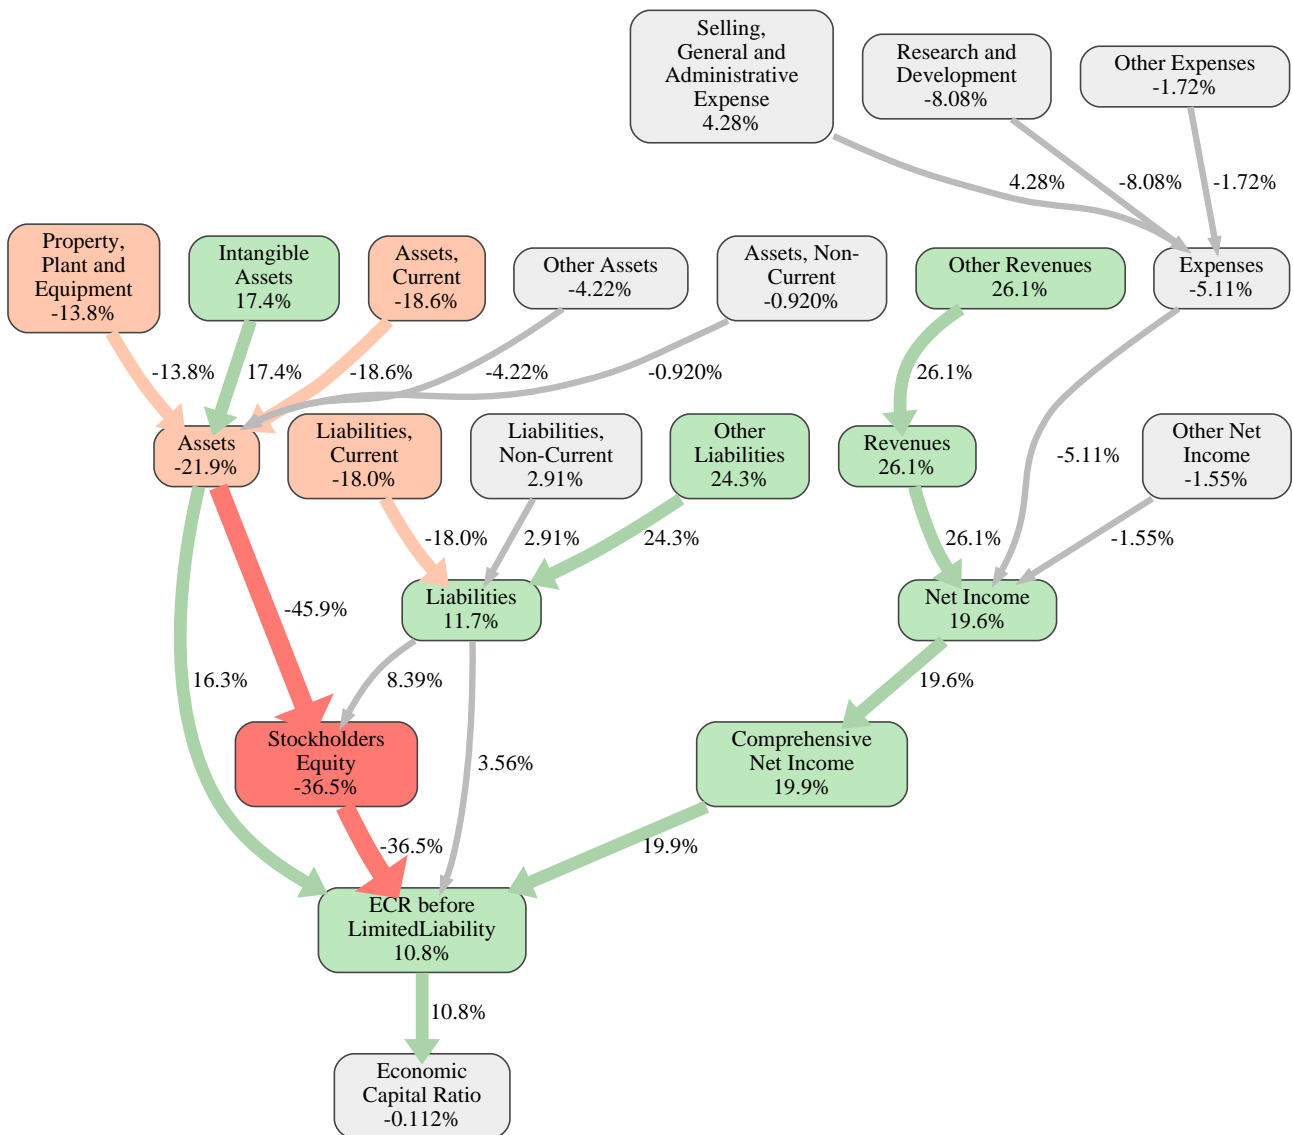 Selling,
General and
Administrative
Expense
4.28%
Research and
Development
-8.08%
Other Expenses
-1.72%
4.28%
-8.08%
-1.72%
Property,
Plant and
Equipment
-13.8%
Intangible
Assets
17.4%
Assets,
Current
-18.6%
Other Assets
-4.22%
Assets, Non-
Current
-0.920%
Other Revenues
26.1%
Expenses
-5.11%
-13.8%
17.4%
-18.6%
-4.22%
-0.920%
26.1%
Assets
-21.9%
Liabilities,
Current
-18.0%
Liabilities,
Non-Current
2.91%
Other
Liabilities
24.3%
Revenues
26.1%
-5.11%
Other Net
Income
-1.55%
-18.0%
2.91%
24.3%
26.1%
-1.55%
-45.9%
Liabilities
11.7%
Net Income
19.6%
16.3%
8.39%
19.6%
Stockholders
Equity
-36.5%
3.56%
Comprehensive
Net Income
19.9%
-36.5%
19.9%
ECR before
LimitedLiability
10.8%
10.8%
Economic
Capital Ratio
-0.112%